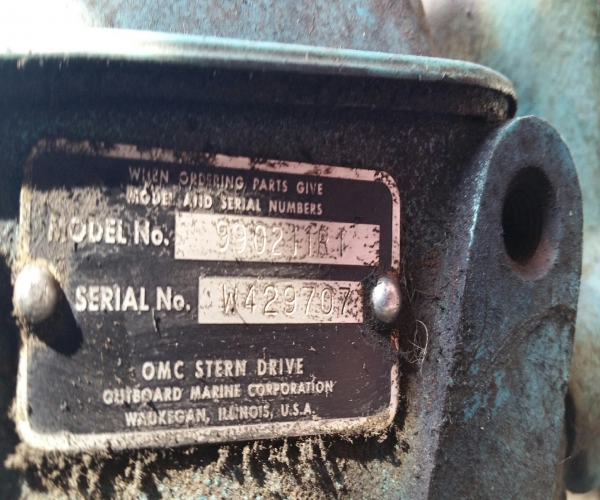 WHEN ORDERING PARTS GIVE
MODEL AND SERIAL NUMBERS
MODEL No. 990211R1
SERIAL No. W429707
OMC STERN DRIVE
OUTBOARD MARINE CORPORATION
WAUKEGAN, ILLINOIS, U.S.A.